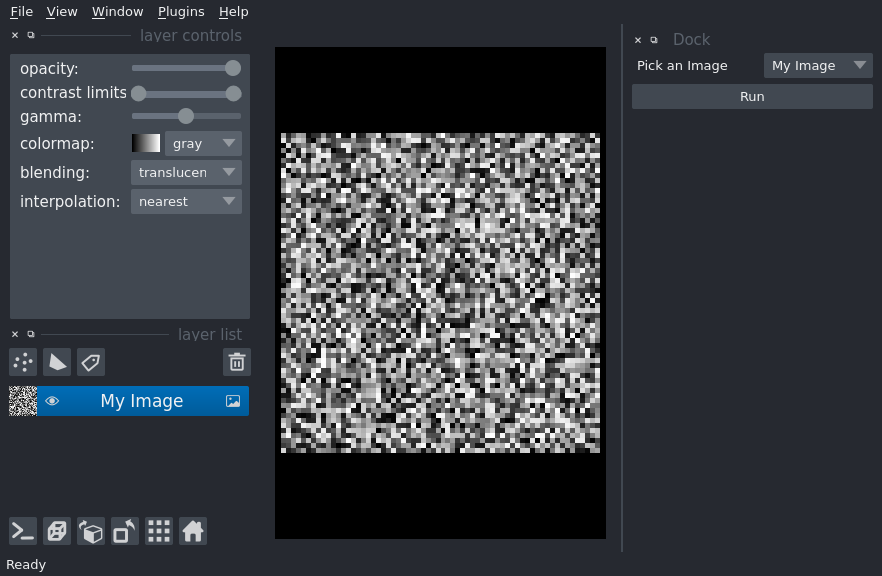 File View Window Plugins Help
layer controls
opacity:
contrast limits
gamma:
colormap: gray
blending: translucen
interpolation: nearest
layer list
My Image
Ready
Dock
Pick an Image My Image
Run